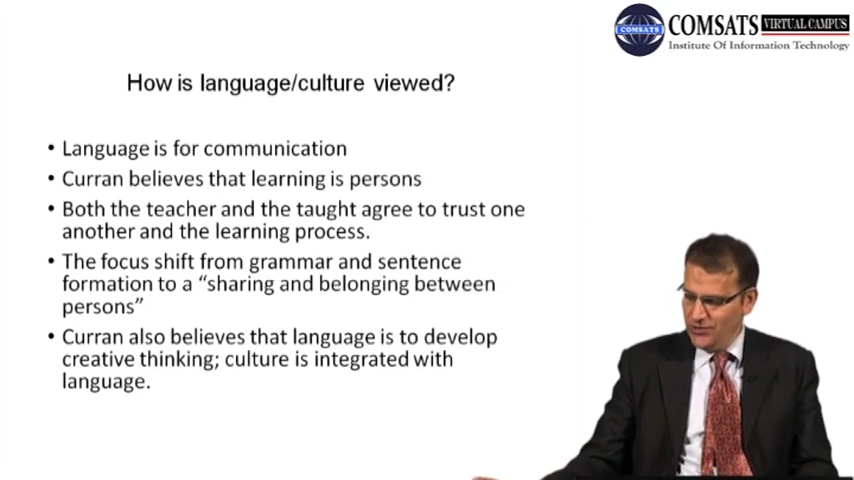 COMSATS VIRTUAL CAMPUS
COMSATS
Institute Of Information Technology
How is language/culture viewed?
• Language is for communication
• Curran believes that learning is persons
• Both the teacher and the taught agree to trust one
another and the learning process.
• The focus shift from grammar and sentence
formation to a “sharing and belonging between
persons”
• Curran also believes that language is to develop
creative thinking; culture is integrated with
language.